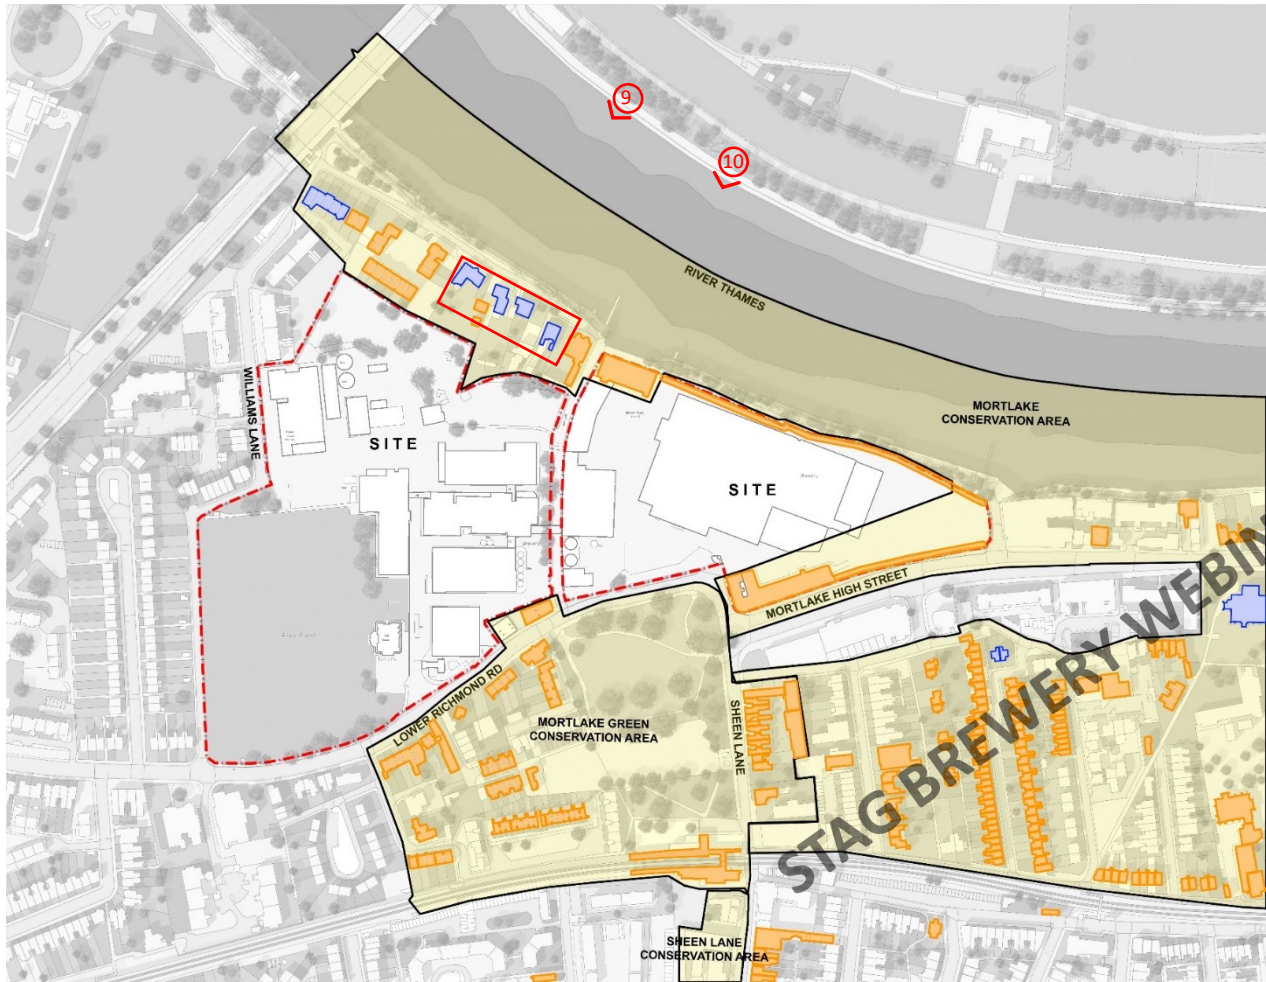 9
10
RIVER THAMES
MORTLAKE
CONSERVATION AREA
WILLIAMS LANE
SITE
SITE
MORTLAKE HIGH STREET
LOWER RICHMOND RD
MORTLAKE GREEN
CONSERVATION AREA
SHEEN LANE
STAG BREWERY WEBIN
SHEEN LANE
CONSERVATION AREA